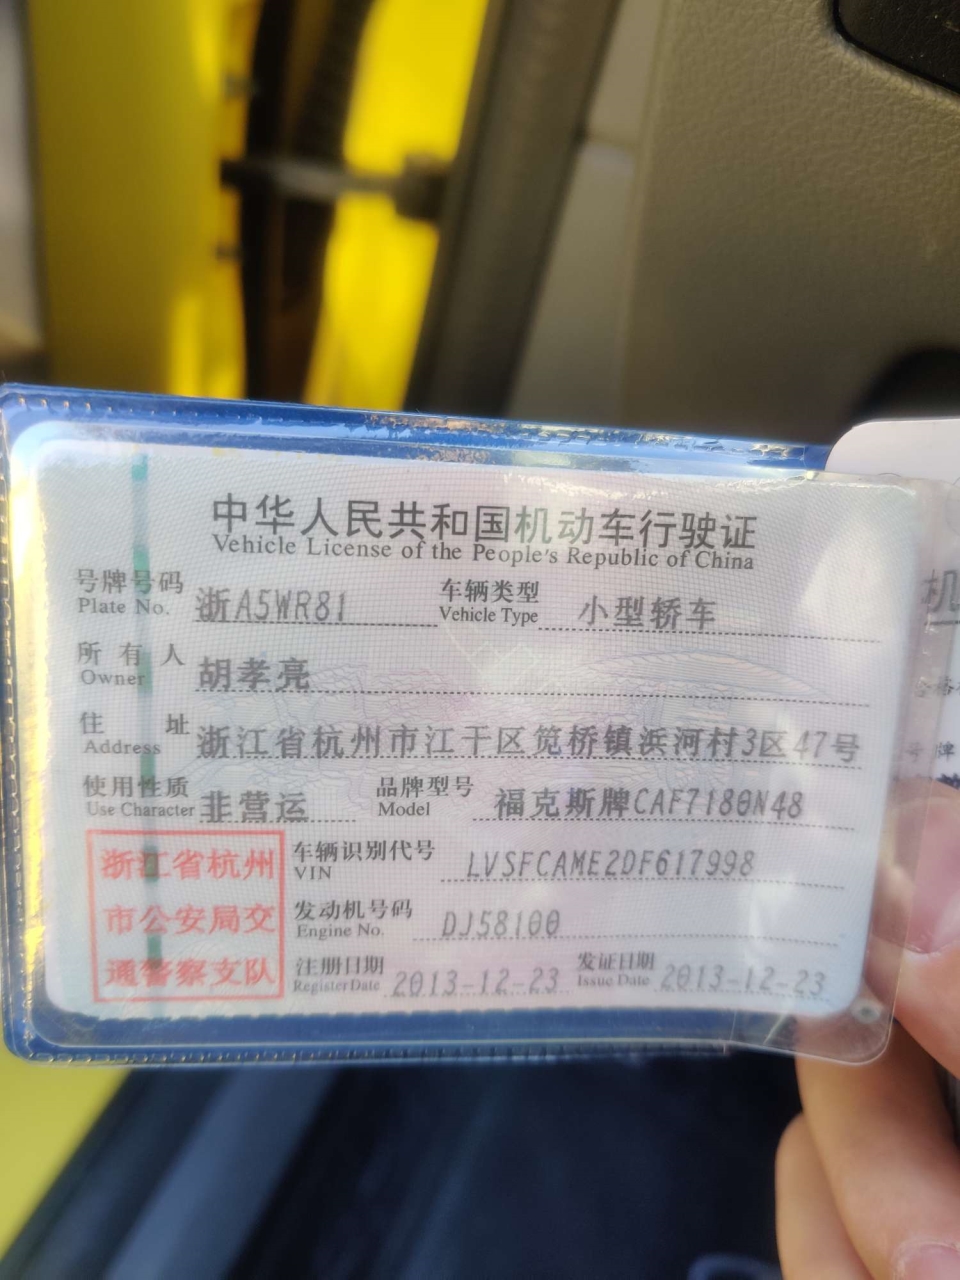 中华人民共和国机动车行驶证
Vehicle License of the People's Republic of China
号牌号码 浙A5WR81 车辆类型 小型轿车
Plate No. Vehicle Type
所有人 胡孝亮
Owner
住址 浙江省杭州市江干区笕桥镇浜河村3区47号
Address
使用性质 非营运 品牌型号 福克斯牌CAF7180N48
Use Character Model
浙江省杭州
市公安局交
通警察支队
车辆识别代号 LVSFCAME2DF617998
VIN
发动机号码 DJ58100
Engine No.
注册日期 2013-12-23 发证日期 2013-12-23
Register Date Issue Date
机
号牌